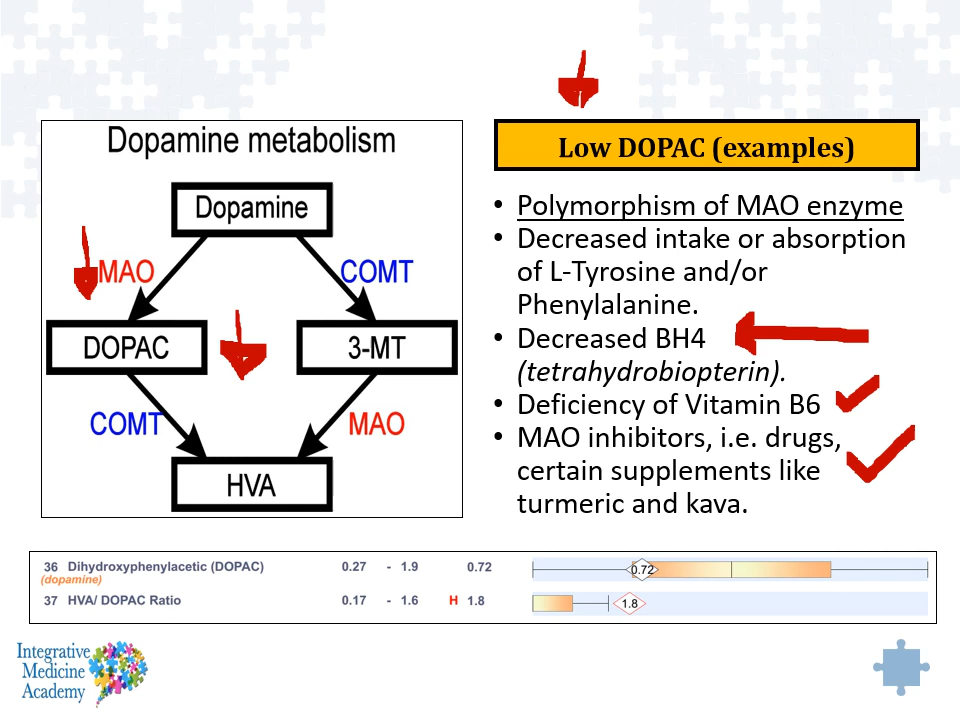 Dopamine metabolism
Dopamine
MAO
COMT
DOPAC
3-MT
COMT
MAO
HVA
Low DOPAC (examples)
• Polymorphism of MAO enzyme
• Decreased intake or absorption
of L-Tyrosine and/or
Phenylalanine.
• Decreased BH4
(tetrahydrobiopterin).
• Deficiency of Vitamin B6
• MAO inhibitors, i.e. drugs,
certain supplements like
turmeric and kava.
36 Dihydroxyphenylacetic (DOPAC) 0.27 - 1.9 0.72 0.72
(dopamine)
37 HVA/ DOPAC Ratio 0.17 - 1.6 H 1.8 1.8
Integrative
Medicine
Academy